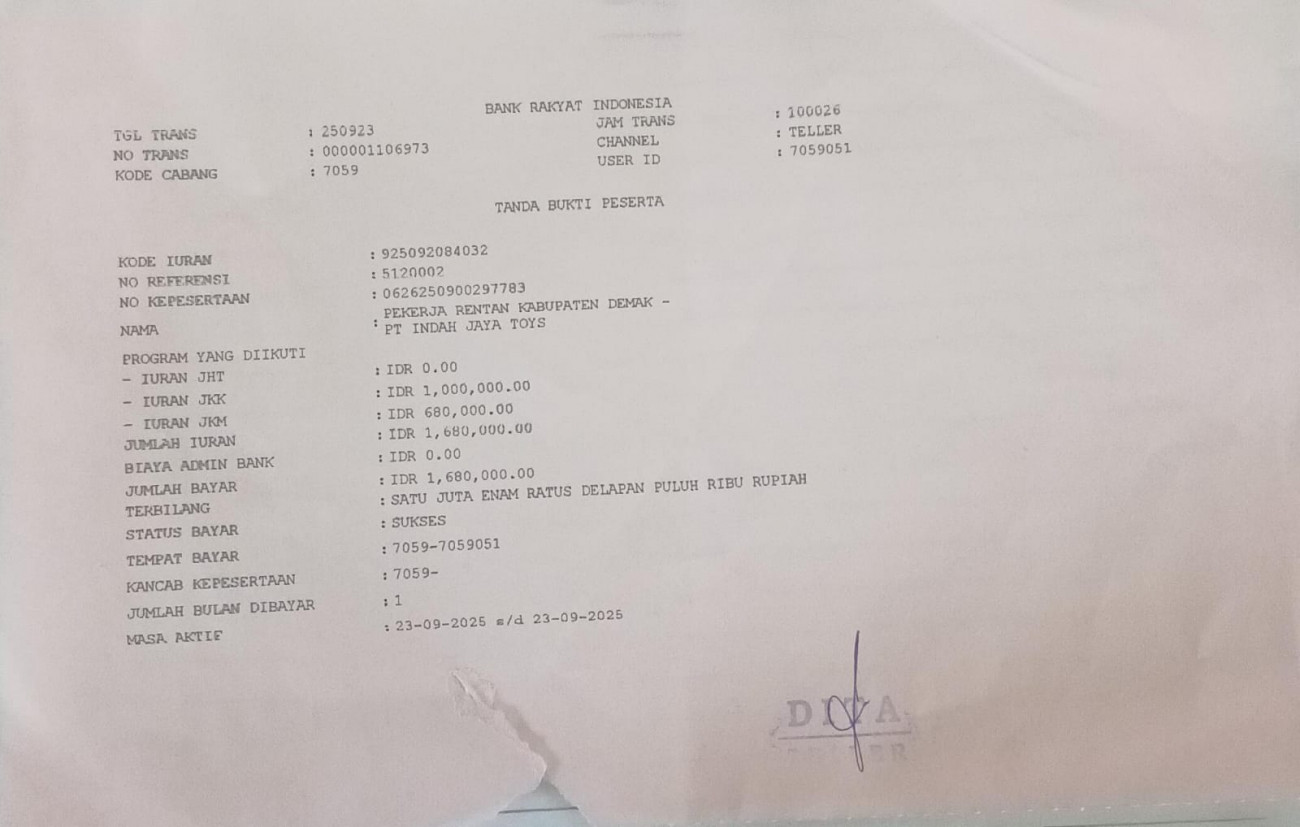 BANK RAKYAT INDONESIA
TGL TRANS : 250923 JAM TRANS : 100026
NO TRANS : 000001106973 CHANNEL : TELLER
KODE CABANG : 7059 USER ID : 7059051
TANDA BUKTI PESERTA
KODE IURAN : 925092084032
NO REFERENSI : 5120002
NO KEPESERTAAN : 0626250900297783
NAMA : PEKERJA RENTAN KABUPATEN DEMAK -
PT INDAH JAYA TOYS
PROGRAM YANG DIIKUTI
- IURAN JHT : IDR 0.00
- IURAN JKK : IDR 1,000,000.00
- IURAN JKM : IDR 680,000.00
JUMLAH IURAN : IDR 1,680,000.00
BIAYA ADMIN BANK : IDR 0.00
JUMLAH BAYAR : IDR 1,680,000.00
TERBILANG : SATU JUTA ENAM RATUS DELAPAN PULUH RIBU RUPIAH
STATUS BAYAR : SUKSES
TEMPAT BAYAR : 7059-7059051
KANCAB KEPESERTAAN : 7059-
JUMLAH BULAN DIBAYAR : 1
MASA AKTIF : 23-09-2025 s/d 23-09-2025